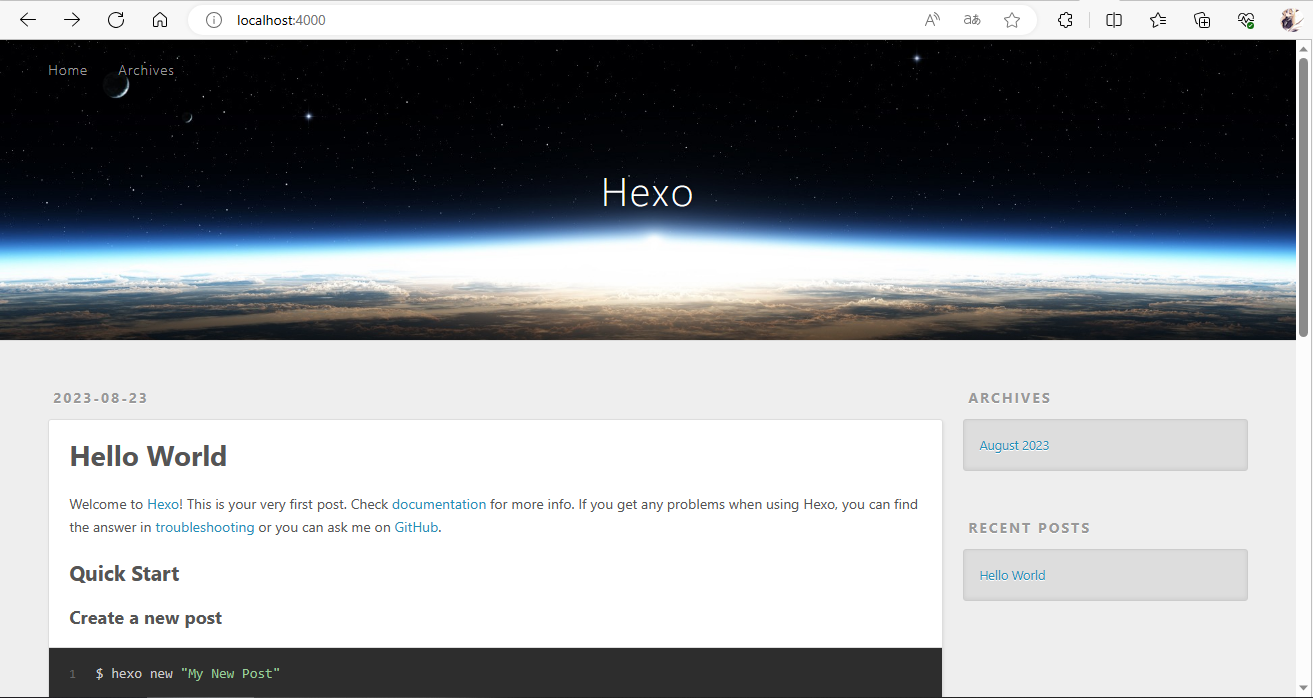 localhost:4000
Home Archives
Hexo
2023-08-23
Hello World
Welcome to Hexo! This is your very first post. Check documentation for more info. If you get any problems when using Hexo, you can find
the answer in troubleshooting or you can ask me on GitHub.
Quick Start
Create a new post
1 $ hexo new "My New Post"
ARCHIVES
August 2023
RECENT POSTS
Hello World